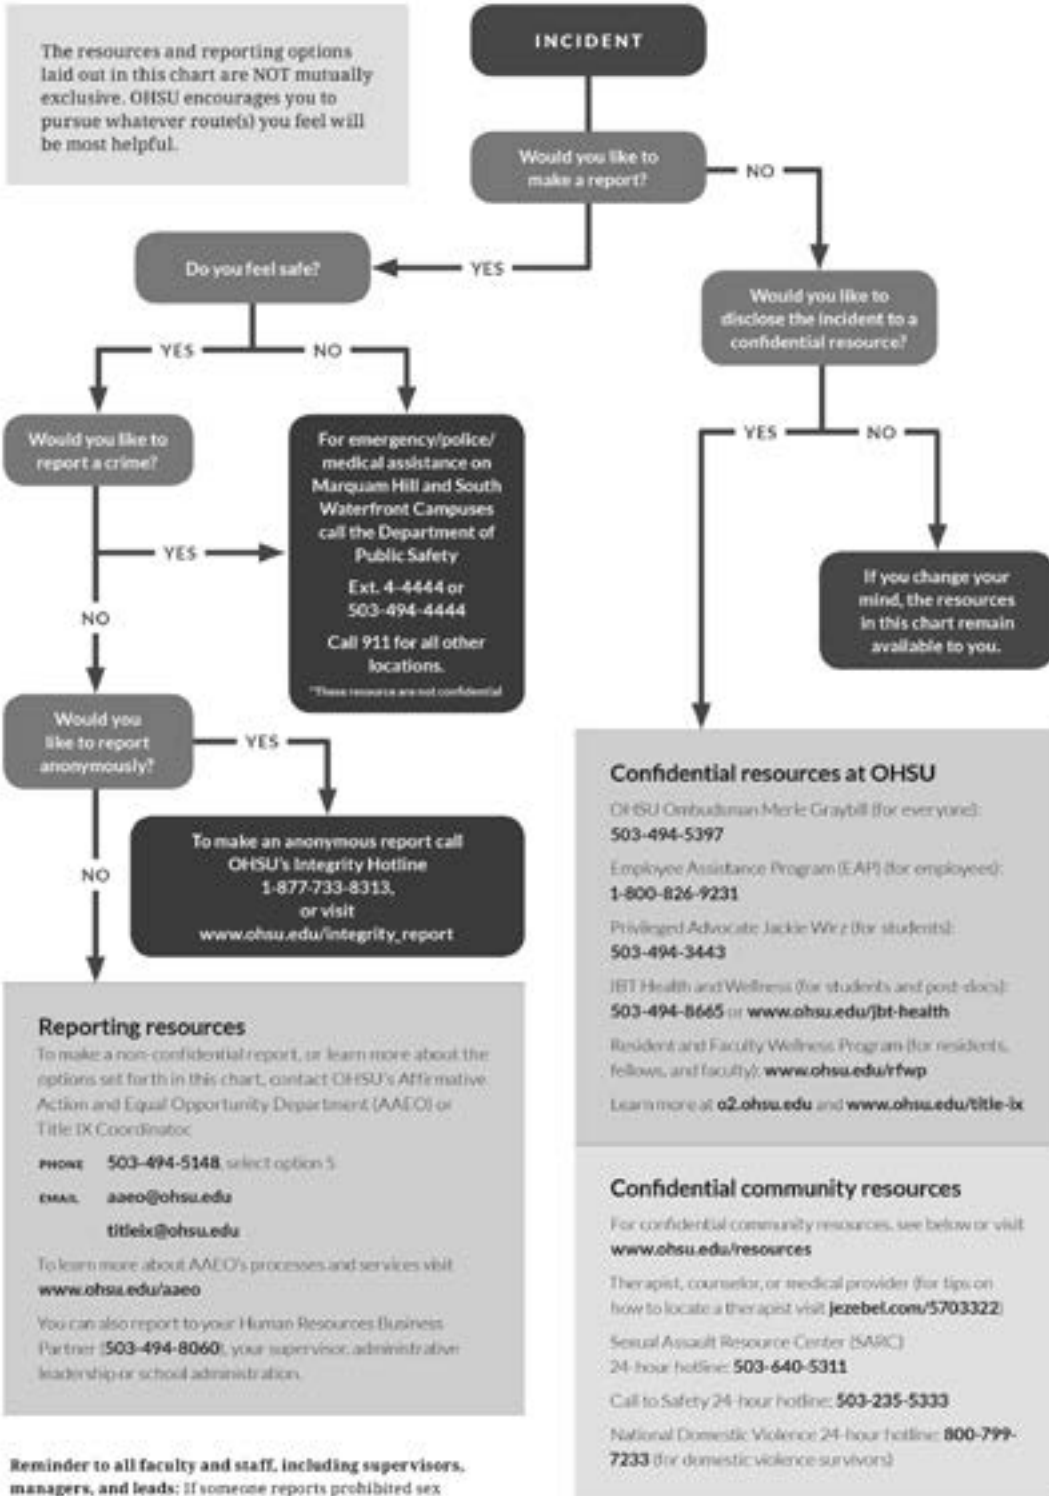 The resources and reporting options
laid out in this chart are NOT mutually
exclusive. OHSU encourages you to
pursue whatever route(s) you feel will
be most helpful.
INCIDENT
Would you like to
make a report?
NO
YES
Do you feel safe?
YES
NO
Would you like to
disclose the incident to a
confidential resource?
YES
NO
Would you like to
report a crime?
YES
NO
For emergency/police/
medical assistance on
Marquam Hill and South
Waterfront Campuses
call the Department of
Public Safety
Ext. 4-4444 or
503-494-4444
Call 911 for all other
locations.
*These resource are not confidential
If you change your
mind, the resources
in this chart remain
available to you.
Would you
like to report
anonymously?
YES
NO
To make an anonymous report call
OHSU's Integrity Hotline
1-877-733-8313,
or visit
www.ohsu.edu/integrity_report
Reporting resources
To make a non-confidential report, or learn more about the
options set forth in this chart, contact OHSU's Affirmative
Action and Equal Opportunity Department (AAEO) or
Title IX Coordinator
PHONE 503-494-5148, select option 5
EMAIL aaeo@ohsu.edu
titleix@ohsu.edu
To learn more about AAEO's processes and services visit
www.ohsu.edu/aaeo
You can also report to your Human Resources Business
Partner (503-494-8060), your supervisor, administrative
leadership or school administration.
Reminder to all faculty and staff, including supervisors,
managers, and leads: If someone reports prohibited sex
Confidential resources at OHSU
OHSU Ombudsman Merle Graybill (for everyone):
503-494-5397
Employee Assistance Program (EAP) (for employees):
1-800-826-9231
Privileged Advocate Jackie Wirz (for students):
503-494-3443
JBT Health and Wellness (for students and post-docs):
503-494-8665 or www.ohsu.edu/jbt-health
Resident and Faculty Wellness Program (for residents,
fellows, and faculty): www.ohsu.edu/rfwp
Learn more at o2.ohsu.edu and www.ohsu.edu/title-ix
Confidential community resources
For confidential community resources, see below or visit
www.ohsu.edu/resources
Therapist, counselor, or medical provider (for tips on
how to locate a therapist visit jezebel.com/5703322)
Sexual Assault Resource Center (SARC)
24-hour hotline: 503-640-5311
Call to Safety 24-hour hotline: 503-235-5333
National Domestic Violence 24-hour hotline: 800-799-
7233 (for domestic violence survivors)